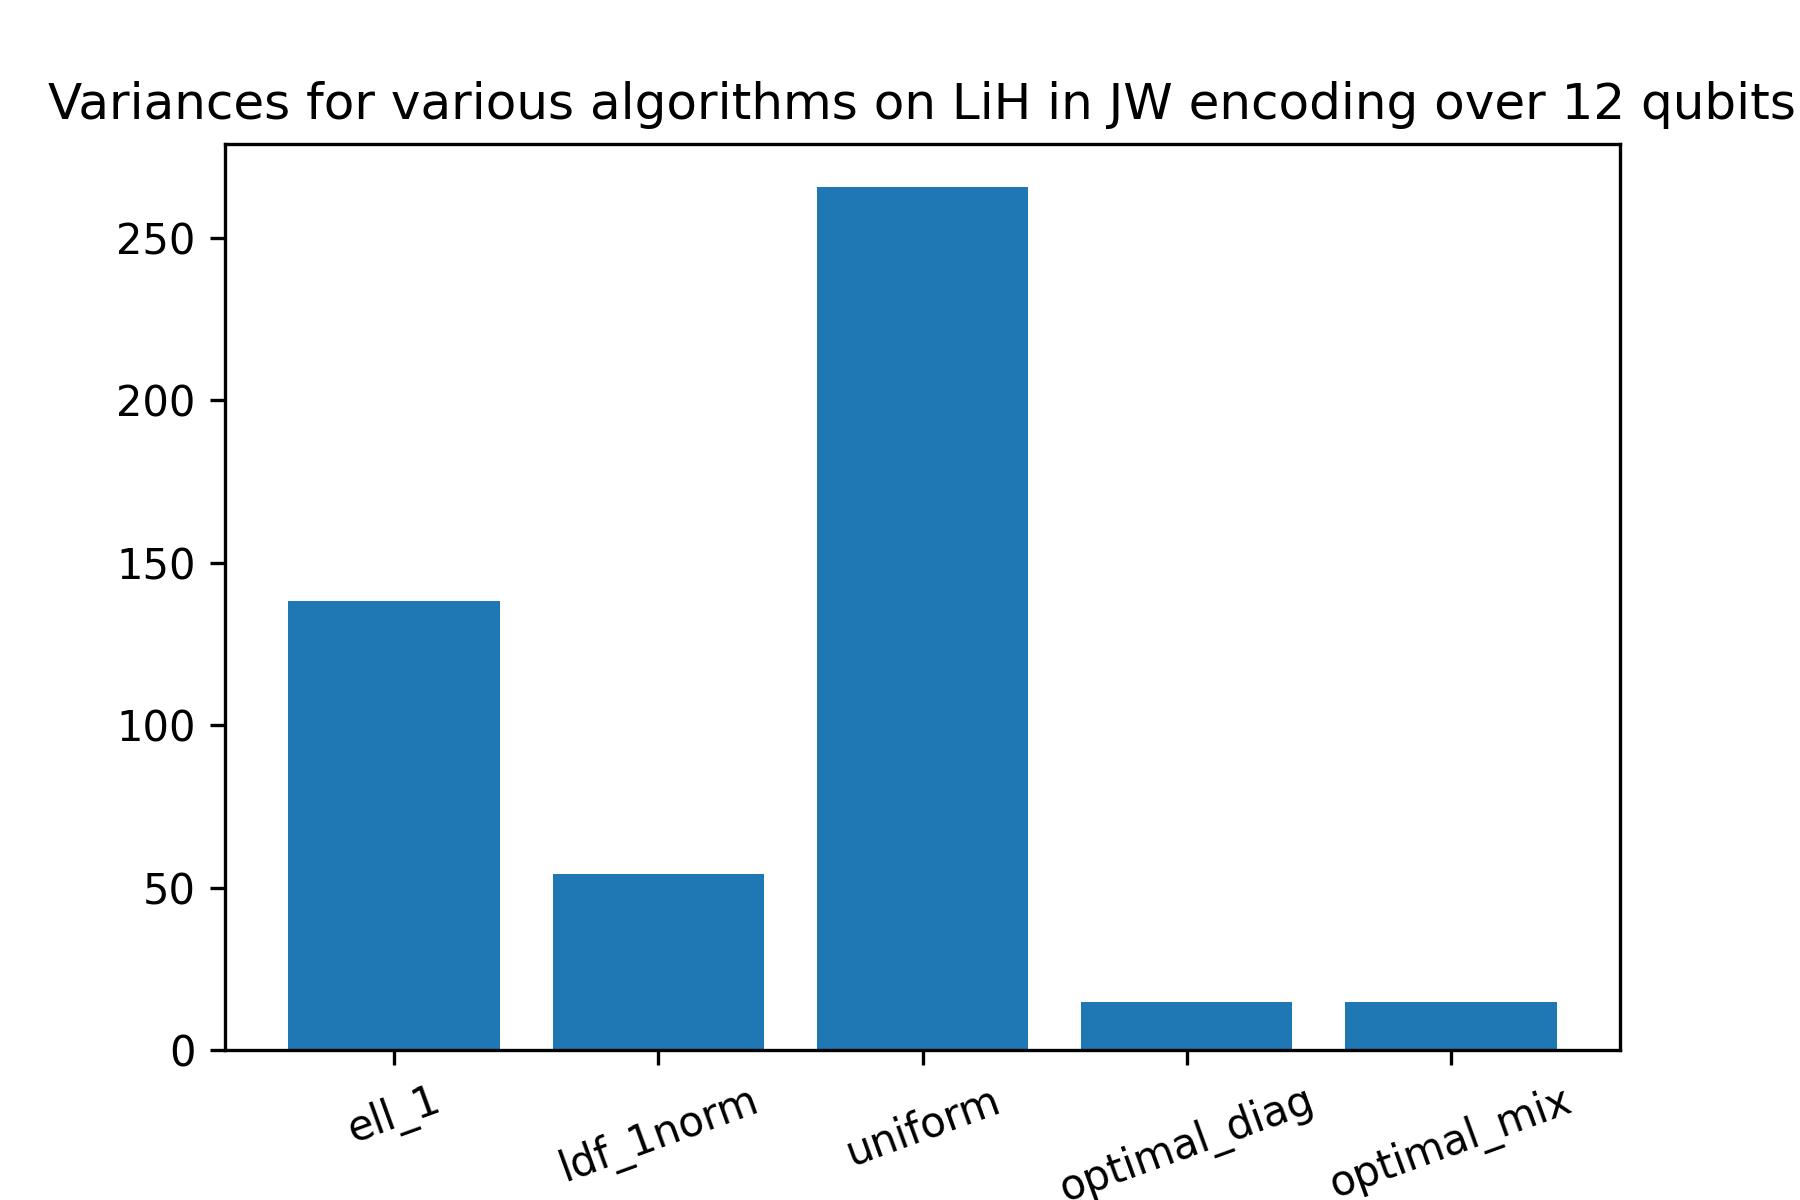 Variances for various algorithms on LiH in JW encoding over 12 qubits
250
200
150
100
50
0
ell_1
ldf_1norm
uniform
optimal_diag
optimal_mix